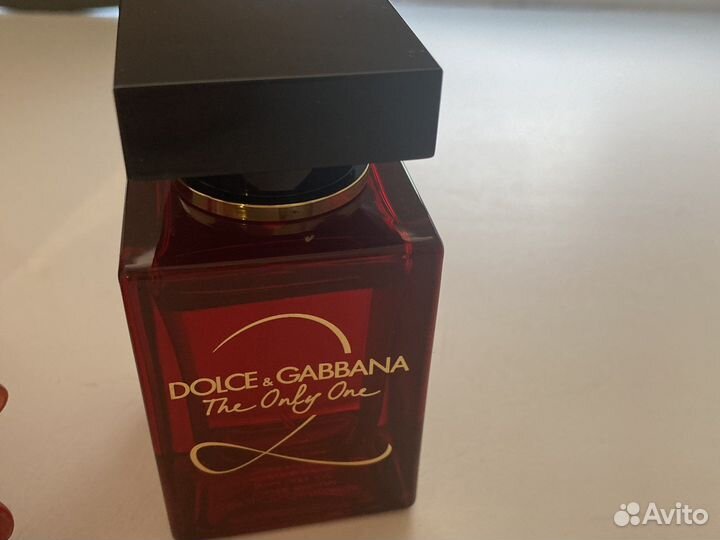 DOLCE & GABBANA
The Only One
Avito